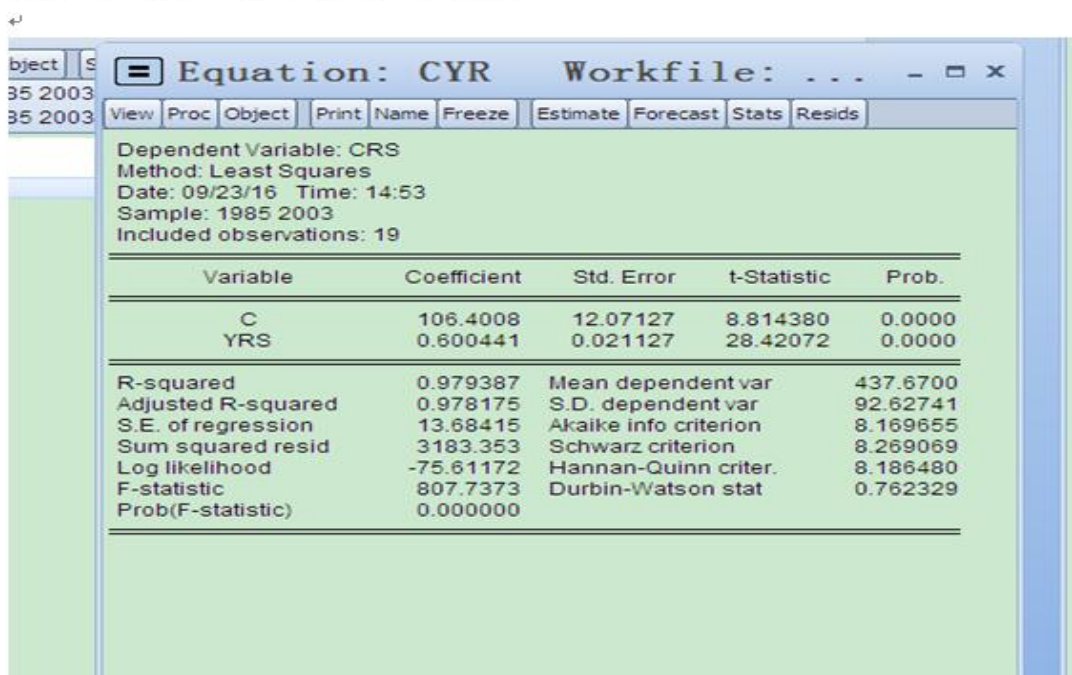 ↵
bject S
35 2003
35 2003
= Equation: CYR Workfile: ... - x
View Proc Object Print Name Freeze Estimate Forecast Stats Resids
Dependent Variable: CRS
Method: Least Squares
Date: 09/23/16 Time: 14:53
Sample: 1985 2003
Included observations: 19
Variable Coefficient Std. Error t-Statistic Prob.
C 106.4008 12.07127 8.814380 0.0000
YRS 0.600441 0.021127 28.42072 0.0000
R-squared 0.979387 Mean dependent var 437.6700
Adjusted R-squared 0.978175 S.D. dependent var 92.62741
S.E. of regression 13.68415 Akaike info criterion 8.169655
Sum squared resid 3183.353 Schwarz criterion 8.269069
Log likelihood -75.61172 Hannan-Quinn criter. 8.186480
F-statistic 807.7373 Durbin-Watson stat 0.762329
Prob(F-statistic) 0.000000